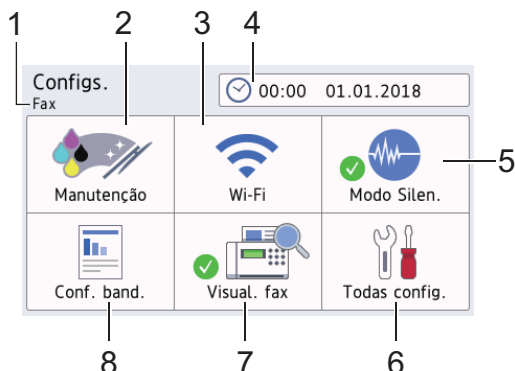 1 2 3 4
Configs.
Fax
00:00 01.01.2018
Manutenção Wi-Fi Modo Silen.
5
Conf. band. Visual. fax Todas config.
8 7 6